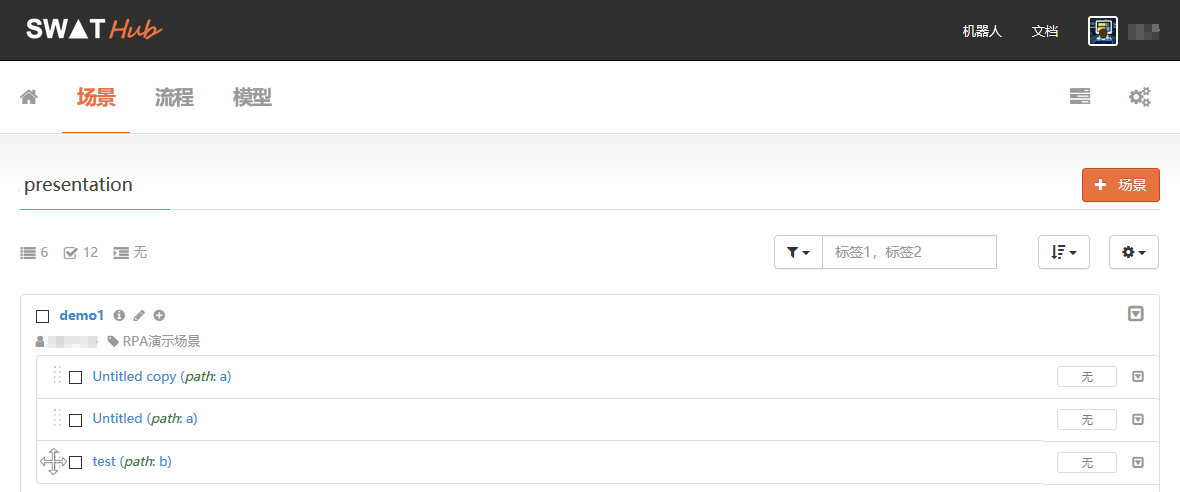 SWAT Hub 机器人 文档
场景 流程 模型
presentation
+ 场景
6 12 无 标签1，标签2
demo1
RPA演示场景
Untitled copy (path: a) 无
Untitled (path: a) 无
test (path: b) 无